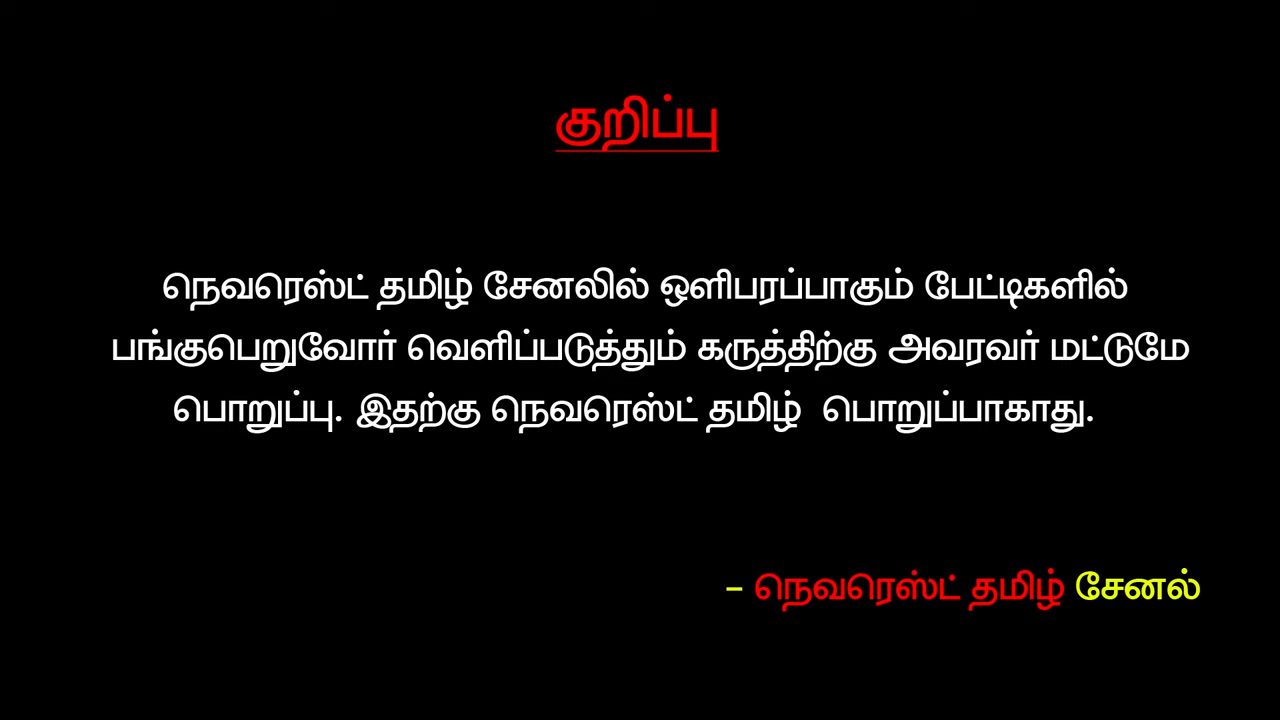 குறிப்பு
நெவரெஸ்ட் தமிழ் சேனலில் ஒளிபரப்பாகும் பேட்டிகளில்
பங்குபெறுவோர் வெளிப்படுத்தும் கருத்திற்கு அவரவர் மட்டுமே
பொறுப்பு. இதற்கு நெவரெஸ்ட் தமிழ் பொறுப்பாகாது.
– நெவரெஸ்ட் தமிழ் சேனல்